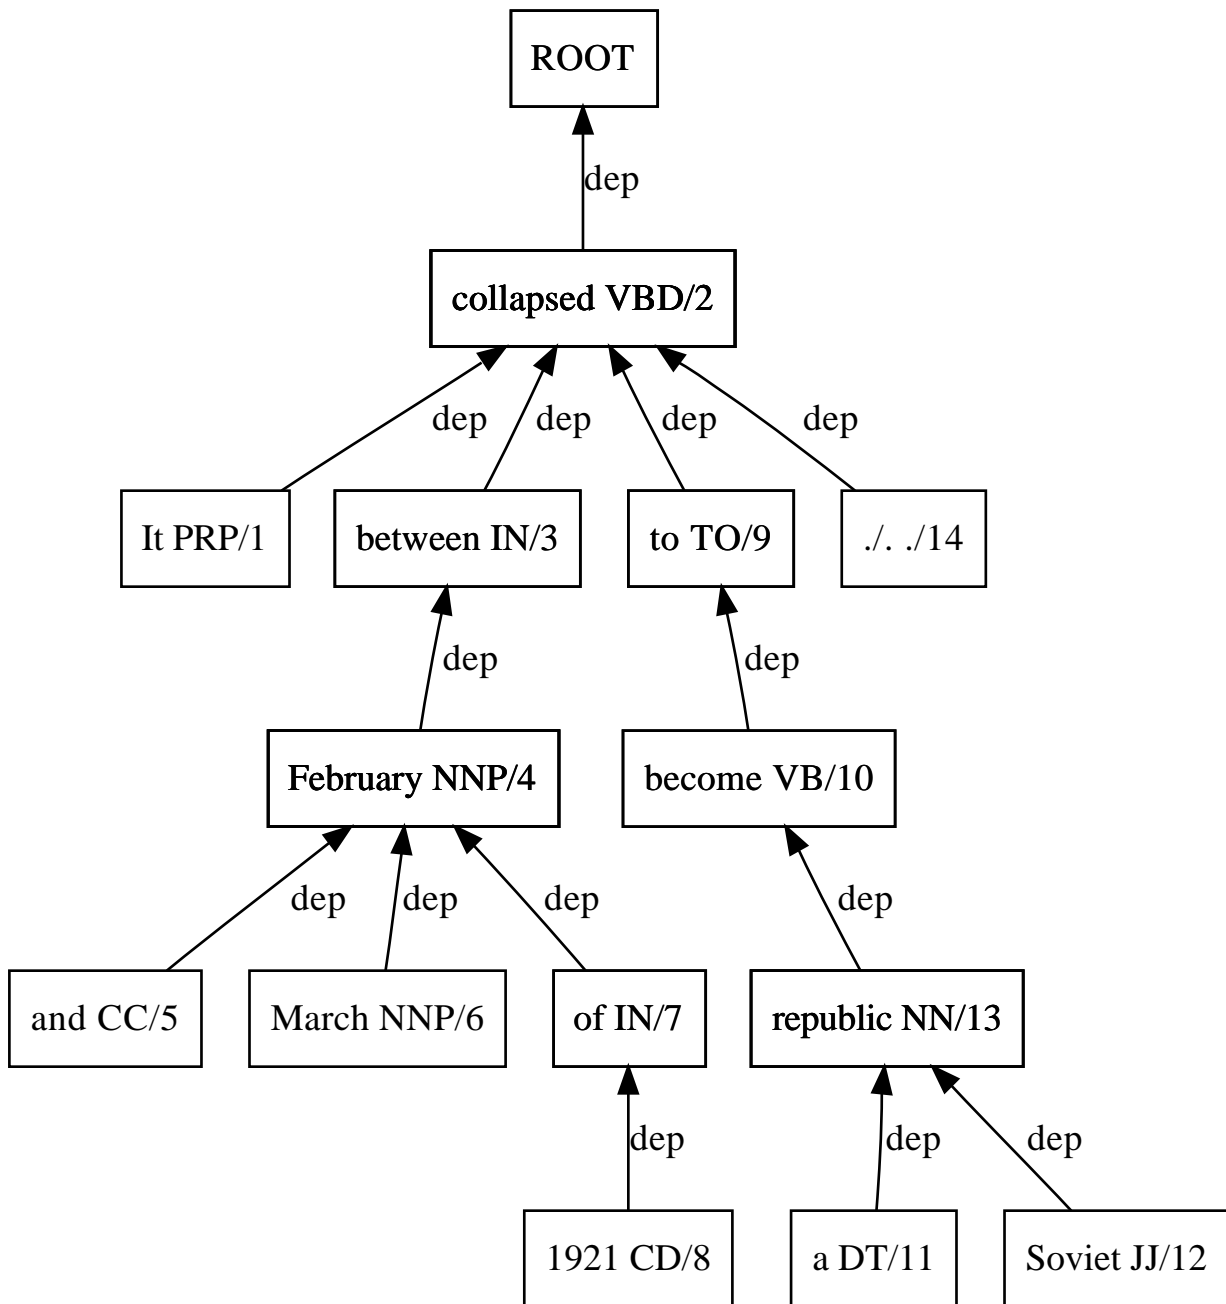 ROOT
dep
collapsed VBD/2
dep dep dep dep
It PRP/1 between IN/3 to TO/9 ./. ./14
dep dep
February NNP/4 become VB/10
dep dep dep dep
and CC/5 March NNP/6 of IN/7 republic NN/13
dep dep dep
1921 CD/8 a DT/11 Soviet JJ/12